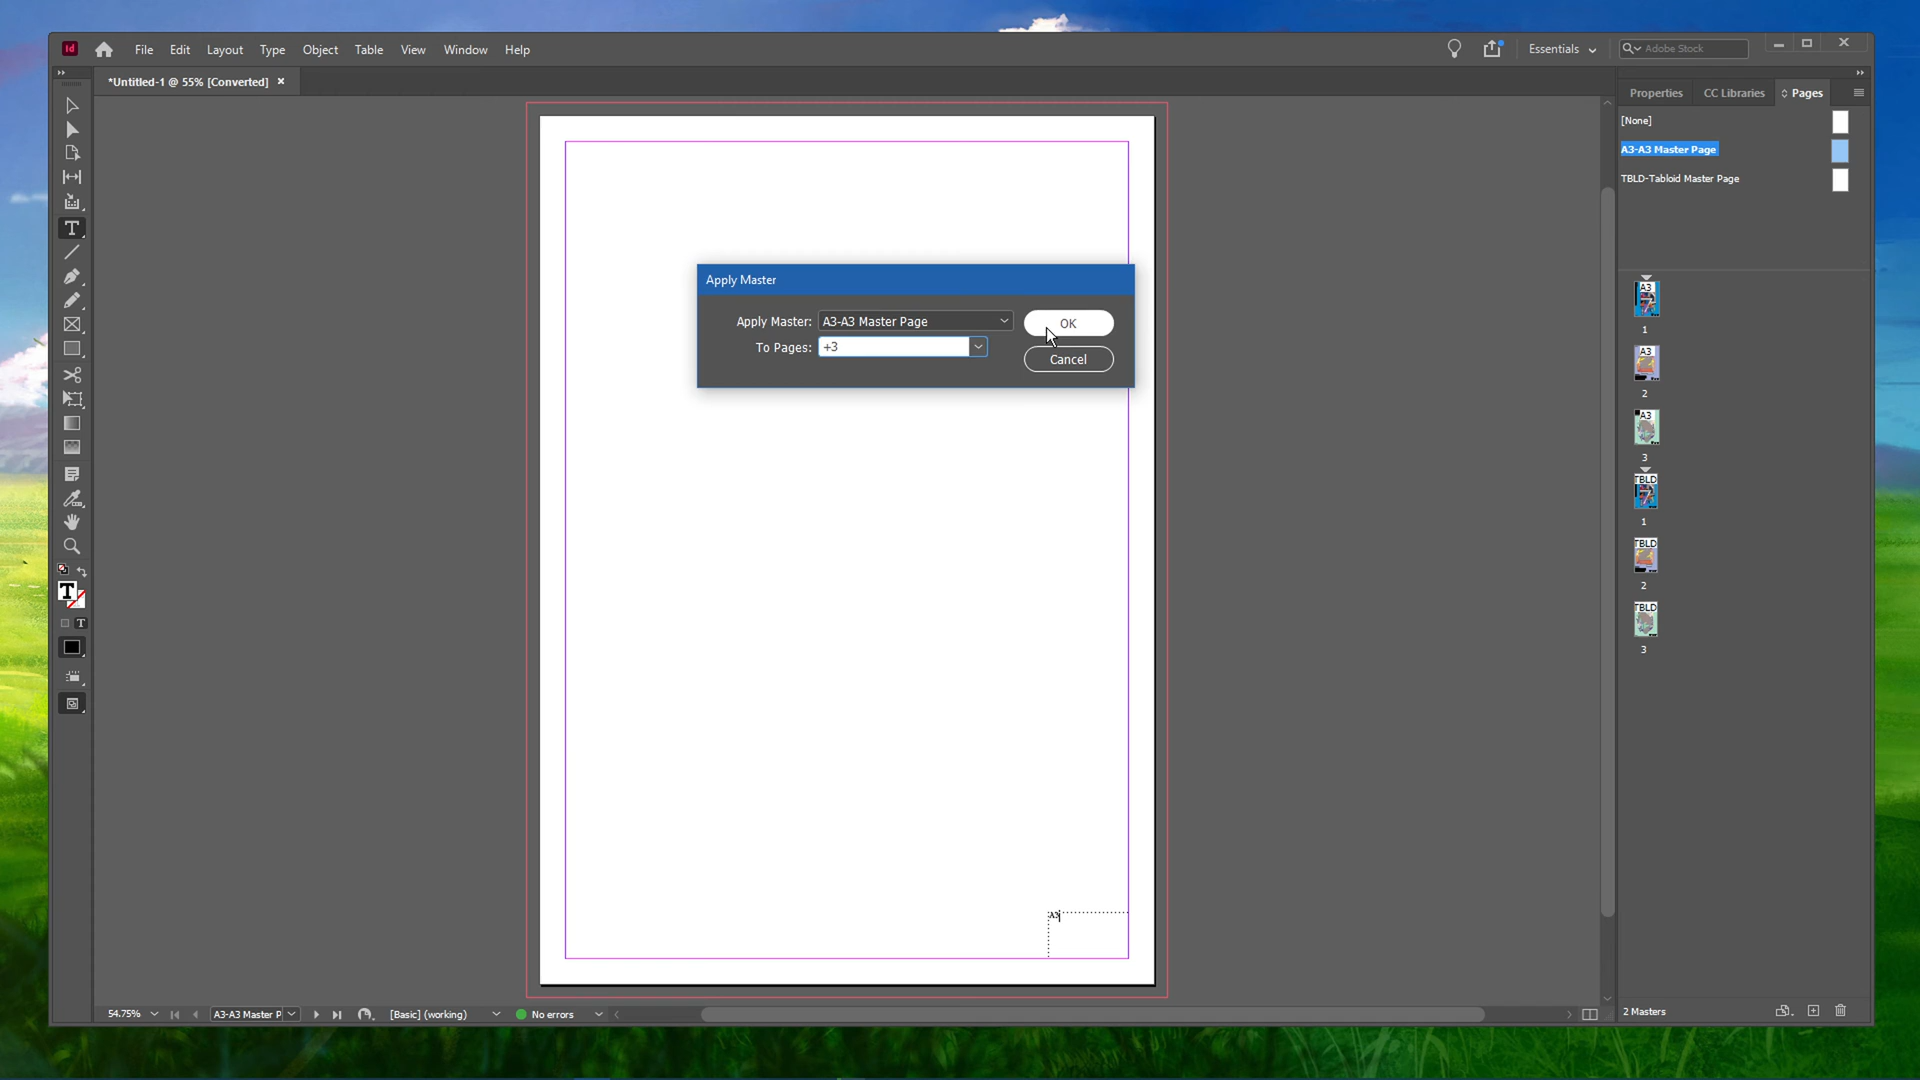 Id File Edit Layout Type Object Table View Window Help Essentials Adobe Stock
*Untitled-1 @ 55% [Converted]
Properties CC Libraries Pages
[None]
A3-A3 Master Page
TBLD-Tabloid Master Page
Apply Master
Apply Master: A3-A3 Master Page OK
To Pages: +3
Cancel
A3
1
A3
2
A3
3
TBLD
1
TBLD
2
TBLD
3
T
T
T
A3
54.75% A3-A3 Master P [Basic] (working) No errors
2 Masters